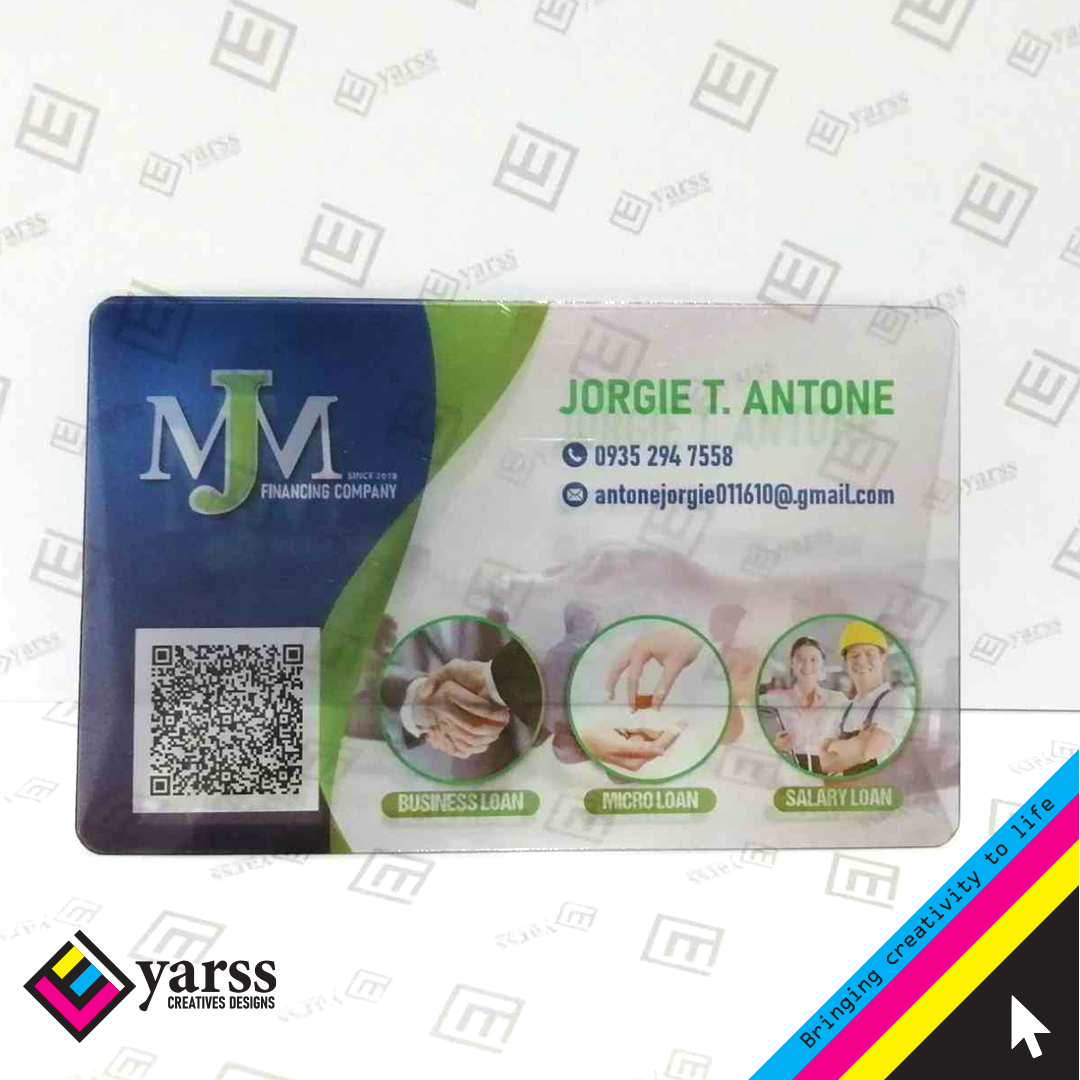 MJM
SINCE 2018
FINANCING COMPANY
JORGIE T. ANTONE
0935 294 7558
antonejorgie011610@.gmail.com
BUSINESS LOAN
MICRO LOAN
SALARY LOAN
yarss
CREATIVES DESIGNS
Bringing creativity to life